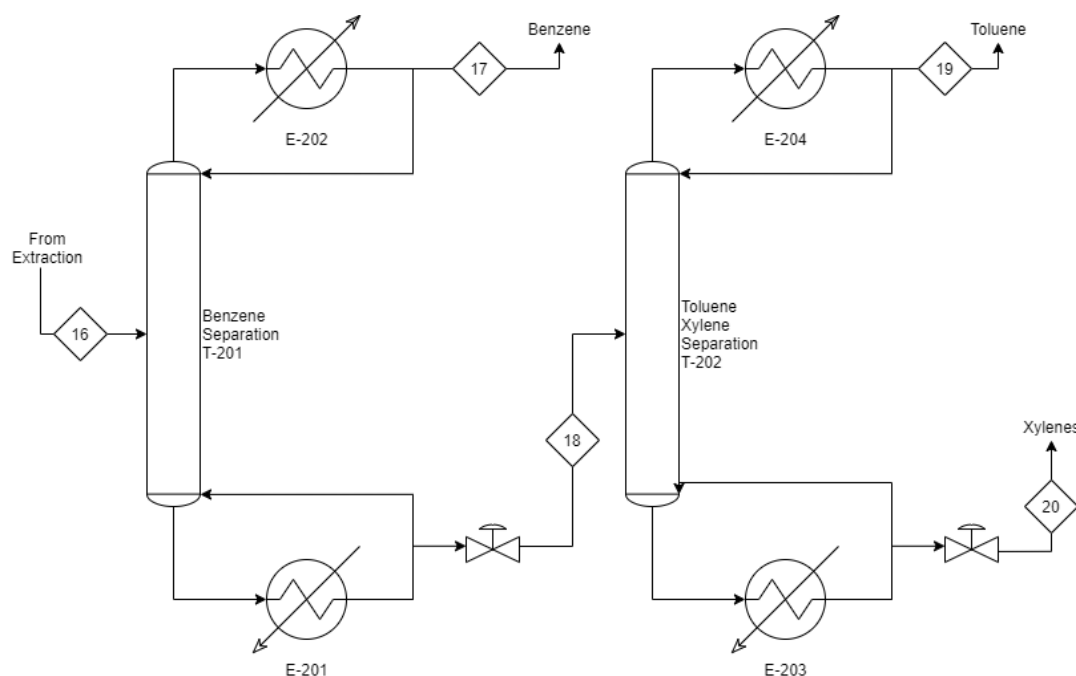 Benzene
17
E-202
Toluene
19
E-204
From
Extraction
16
Benzene
Separation
T-201
Toluene
Xylene
Separation
T-202
18
Xylenes
20
E-201
E-203